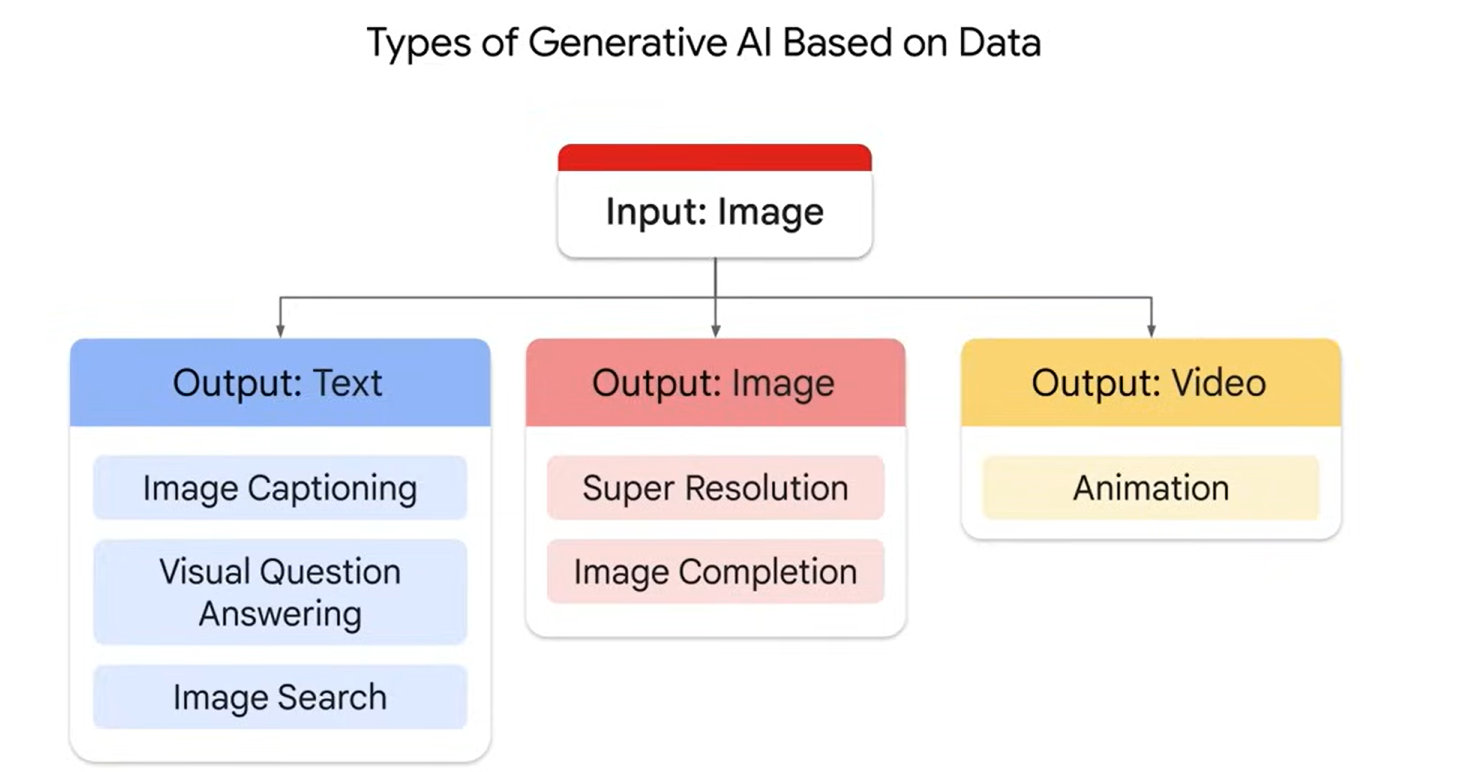 Types of Generative AI Based on Data
Input: Image
Output: Text
Image Captioning
Visual Question
Answering
Image Search
Output: Image
Super Resolution
Image Completion
Output: Video
Animation